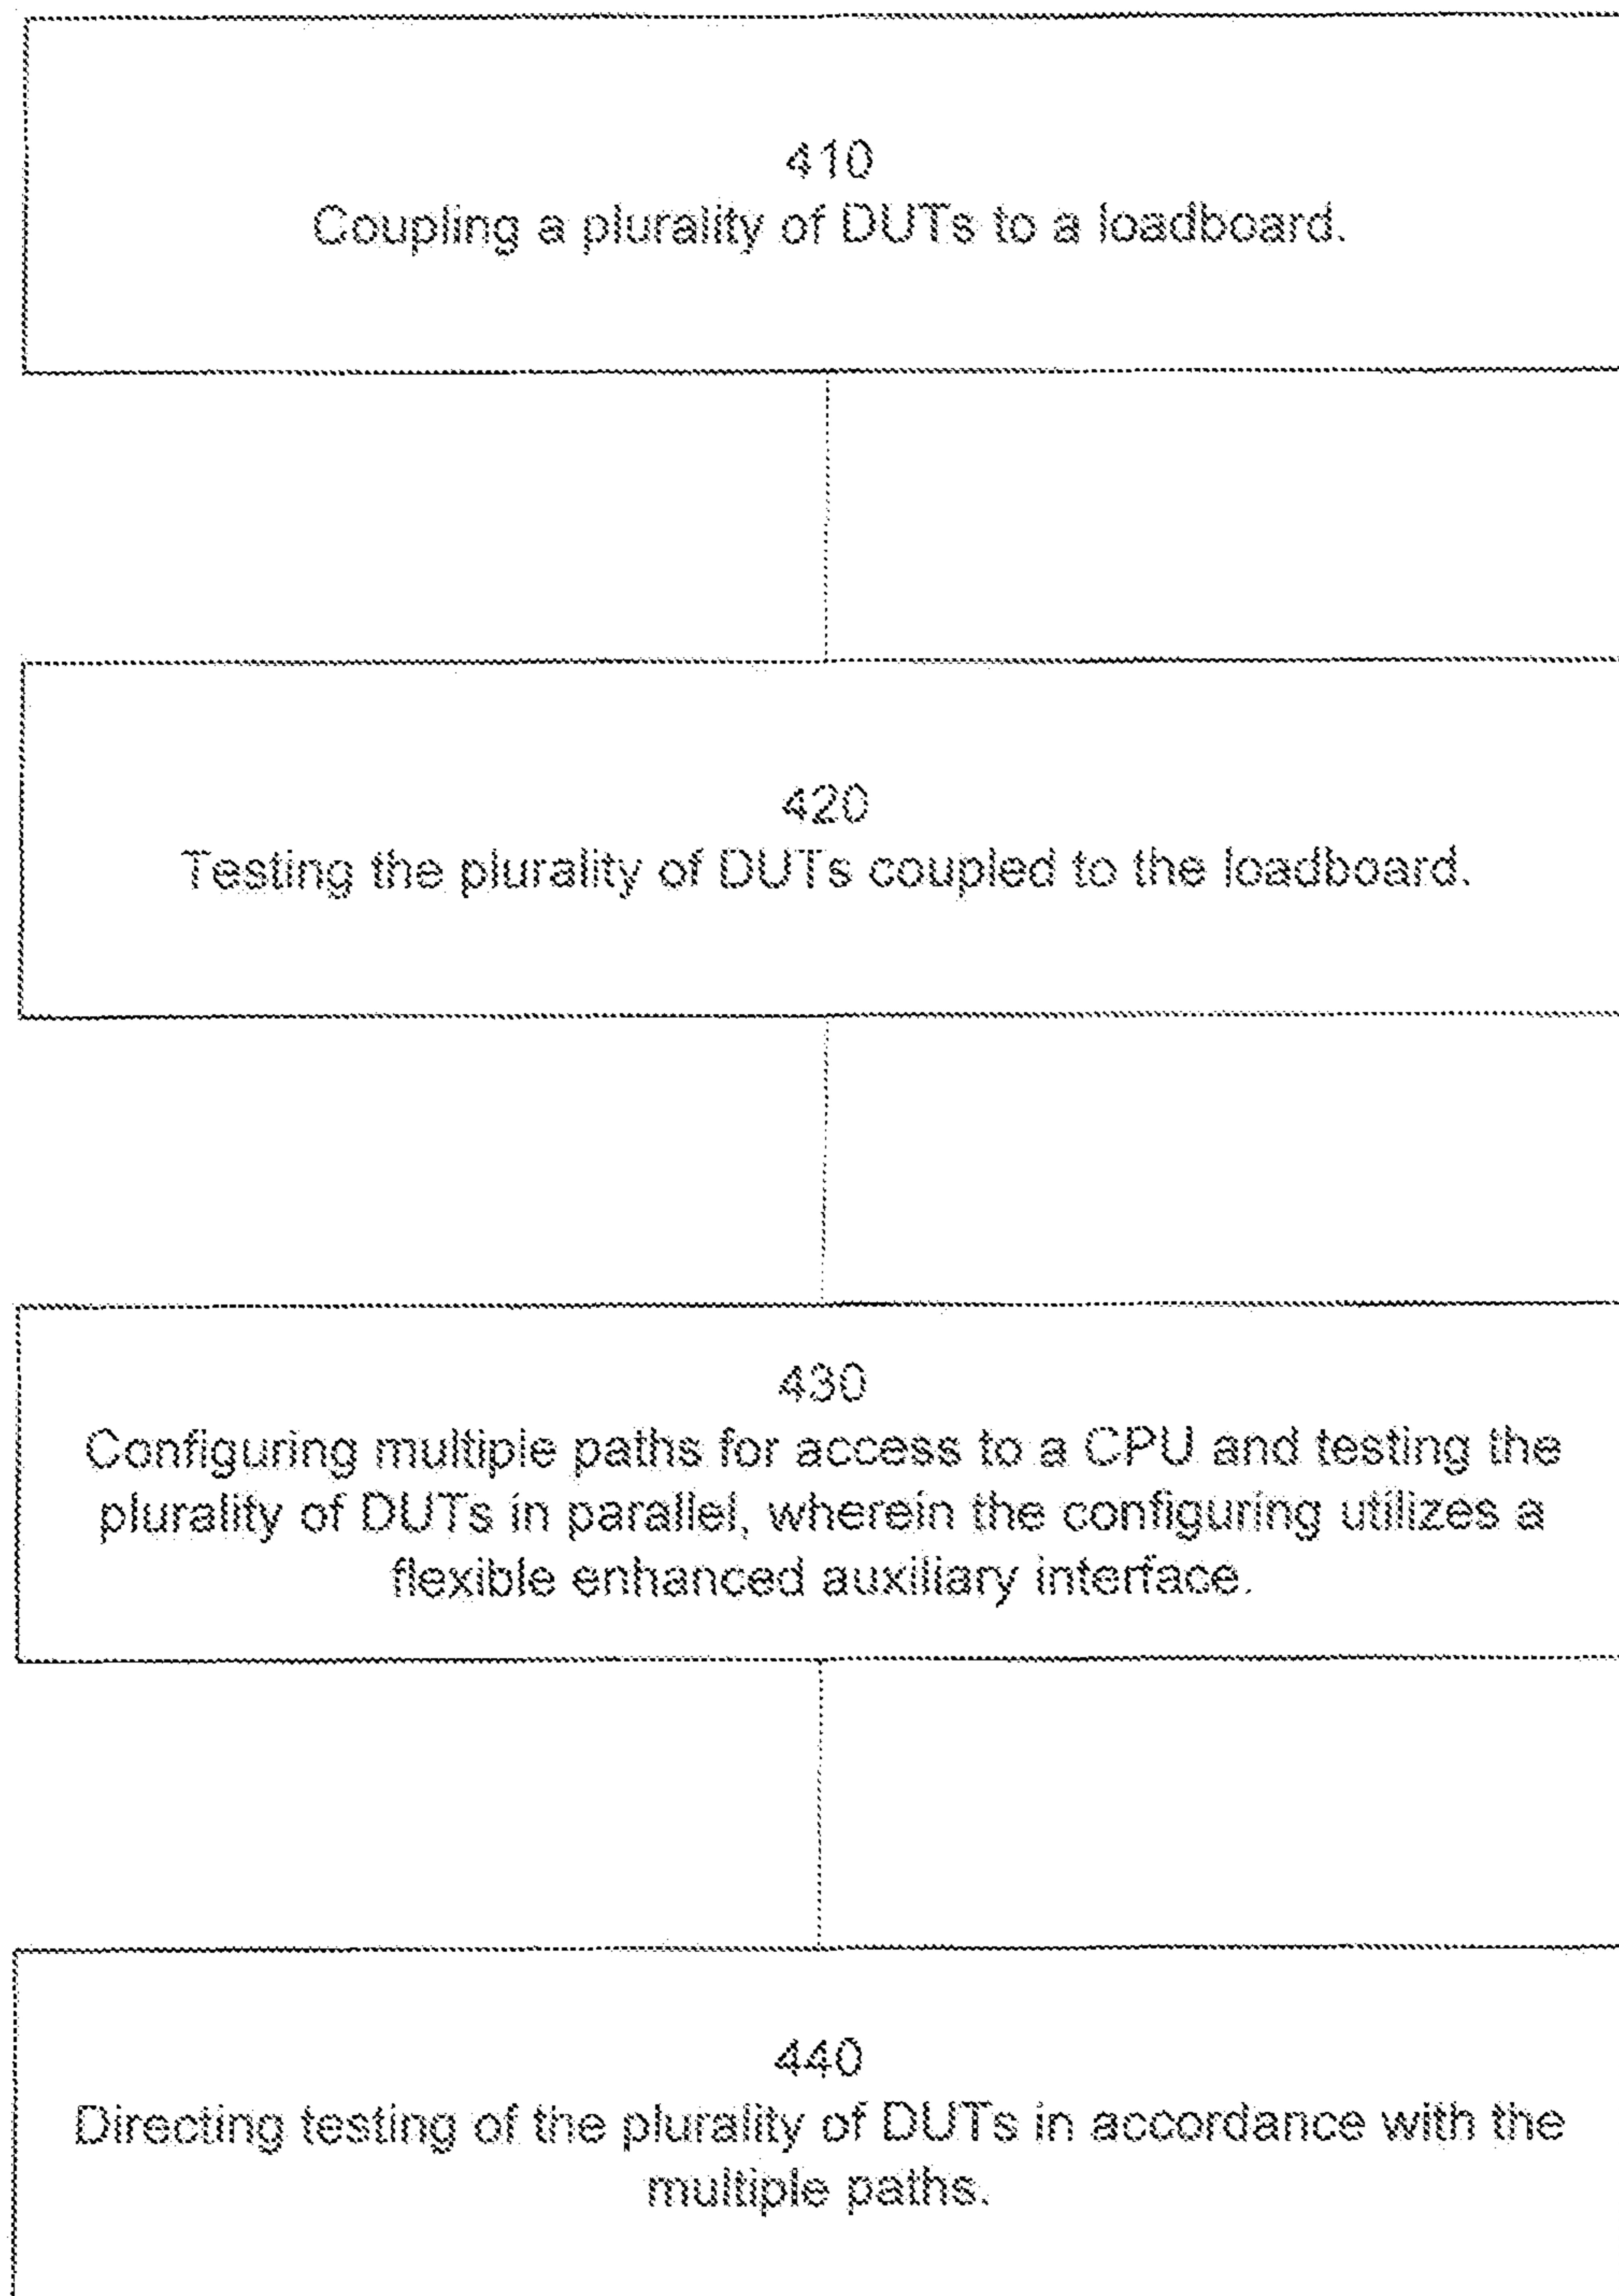 410
Coupling a plurality of DUTs to a loadboard.
420
Testing the plurality of DUTs coupled to the loadboard.
430
Configuring multiple paths for access to a CPU and testing the
plurality of DUTs in parallel, wherein the configuring utilizes a
flexible enhanced auxiliary interface.
440
Directing testing of the plurality of DUTs in accordance with the
multiple paths.